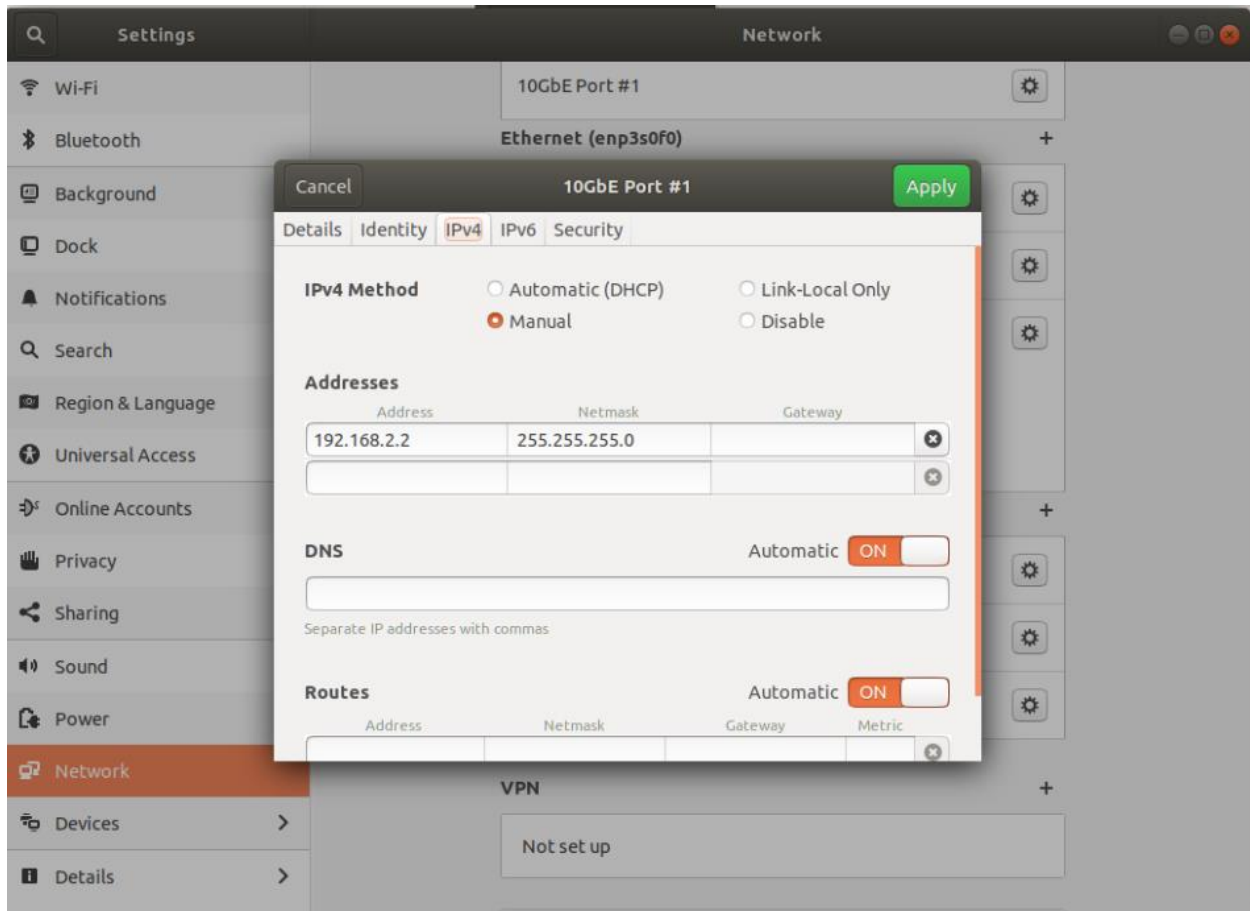 Settings
Network
Wi-Fi
Bluetooth
Background
Dock
Notifications
Search
Region & Language
Universal Access
Online Accounts
Privacy
Sharing
Sound
Power
Network
Devices
Details
10GbE Port #1
Ethernet (enp3s0f0)
Cancel
10GbE Port #1
Apply
Details Identity IPv4 IPv6 Security
IPv4 Method
Automatic (DHCP) Link-Local Only
Manual Disable
Addresses
Address Netmask Gateway
192.168.2.2 255.255.255.0
DNS Automatic ON
Separate IP addresses with commas
Routes Automatic ON
Address Netmask Gateway Metric
VPN
Not set up